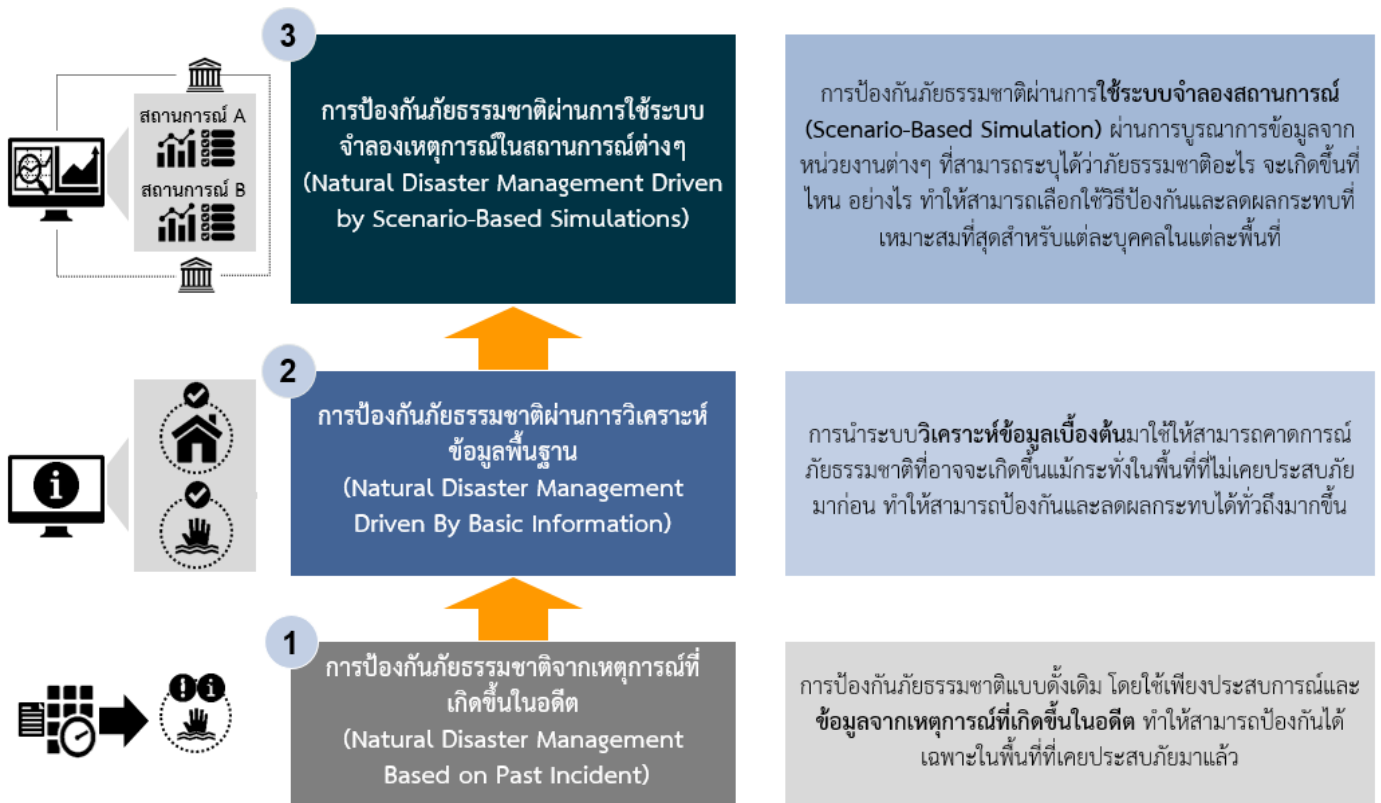 3
สถานการณ์ A
สถานการณ์ B
การป้องกันภัยธรรมชาติผ่านการใช้ระบบ
จำลองเหตุการณ์ในสถานการณ์ต่างๆ
(Natural Disaster Management Driven
by Scenario-Based Simulations)
การป้องกันภัยธรรมชาติผ่านการใช้ระบบจำลองสถานการณ์
(Scenario-Based Simulation) ผ่านการบูรณาการข้อมูลจาก
หน่วยงานต่างๆ ที่สามารถระบุได้ว่าภัยธรรมชาติอะไร จะเกิดขึ้นที่
ไหน อย่างไร ทำให้สามารถเลือกใช้วิธีป้องกันและลดผลกระทบที่
เหมาะสมที่สุดสำหรับแต่ละบุคคลในแต่ละพื้นที่
2
การป้องกันภัยธรรมชาติผ่านการวิเคราะห์
ข้อมูลพื้นฐาน
(Natural Disaster Management
Driven By Basic Information)
การนำระบบวิเคราะห์ข้อมูลเบื้องต้นมาใช้ให้สามารถคาดการณ์
ภัยธรรมชาติที่อาจจะเกิดขึ้นแม้กระทั่งในพื้นที่ที่ไม่เคยประสบภัย
มาก่อน ทำให้สามารถป้องกันและลดผลกระทบได้ทั่วถึงมากขึ้น
1
การป้องกันภัยธรรมชาติจากเหตุการณ์ที่
เกิดขึ้นในอดีต
(Natural Disaster Management
Based on Past Incident)
การป้องกันภัยธรรมชาติแบบดั้งเดิม โดยใช้เพียงประสบการณ์และ
ข้อมูลจากเหตุการณ์ที่เกิดขึ้นในอดีต ทำให้สามารถป้องกันได้
เฉพาะในพื้นที่ที่เคยประสบภัยมาแล้ว